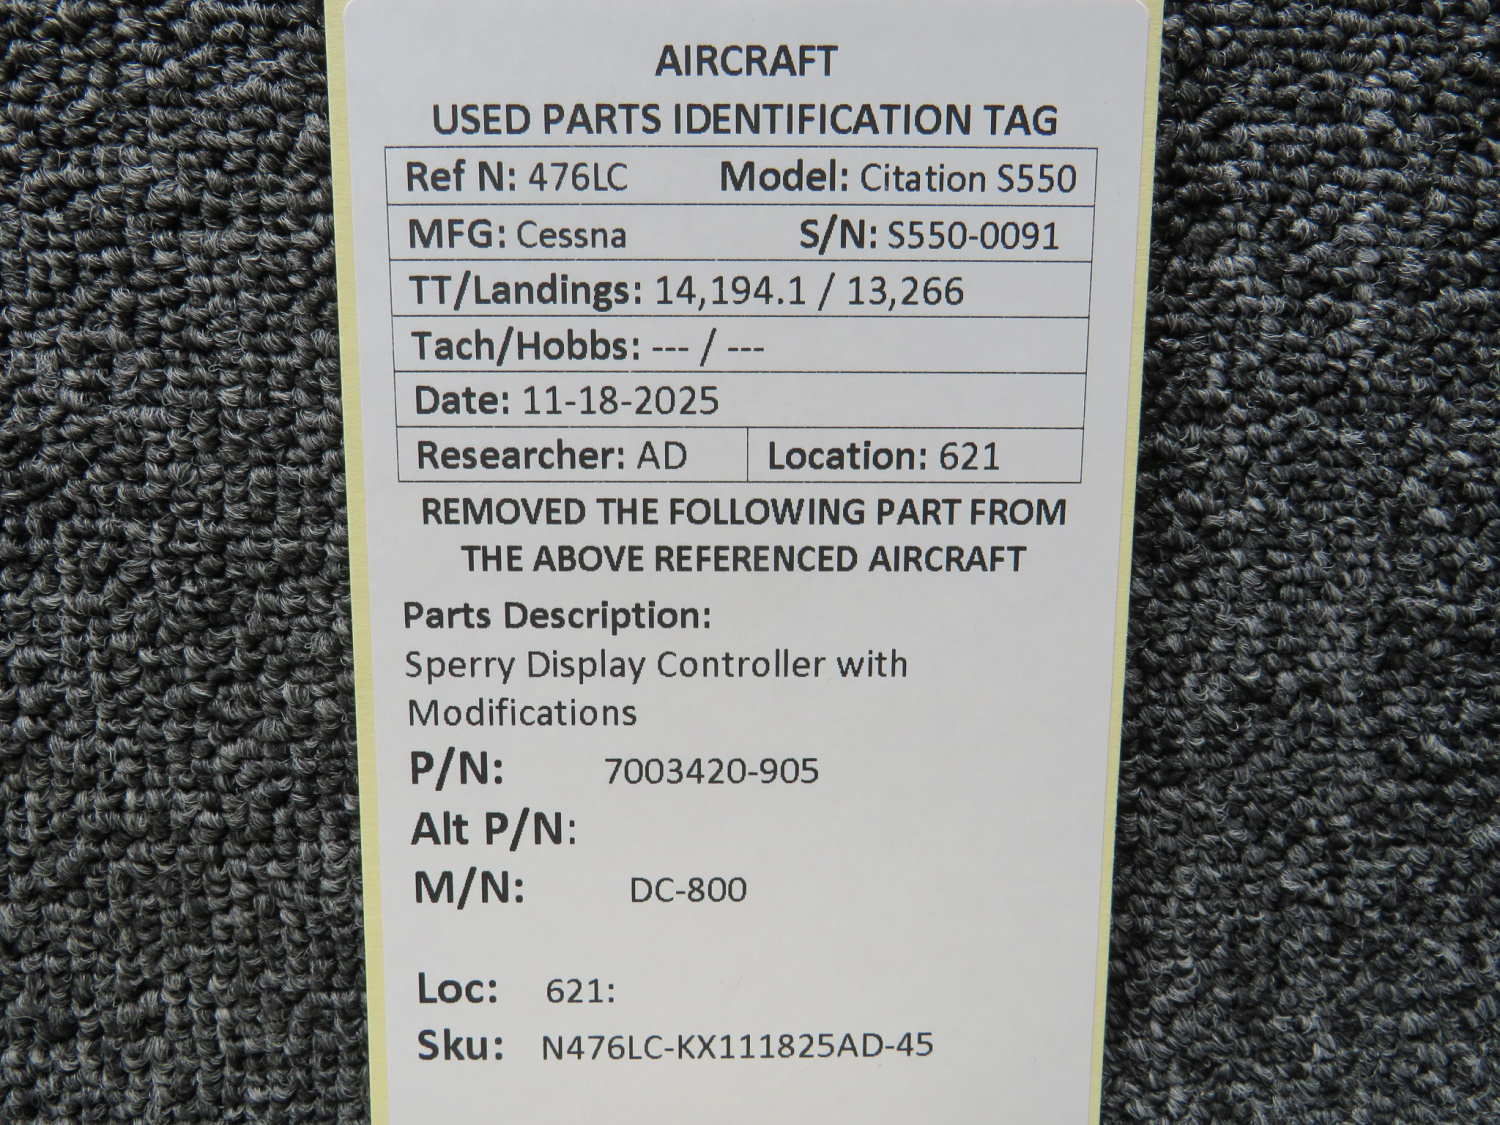 AIRCRAFT
USED PARTS IDENTIFICATION TAG
Ref N: 476LC Model: Citation S550
MFG: Cessna S/N: S550-0091
TT/Landings: 14,194.1 / 13,266
Tach/Hobbs: --- / ---
Date: 11-18-2025
Researcher: AD Location: 621
REMOVED THE FOLLOWING PART FROM
THE ABOVE REFERENCED AIRCRAFT
Parts Description:
Sperry Display Controller with
Modifications
P/N: 7003420-905
Alt P/N:
M/N: DC-800
Loc: 621:
Sku: N476LC-KX111825AD-45